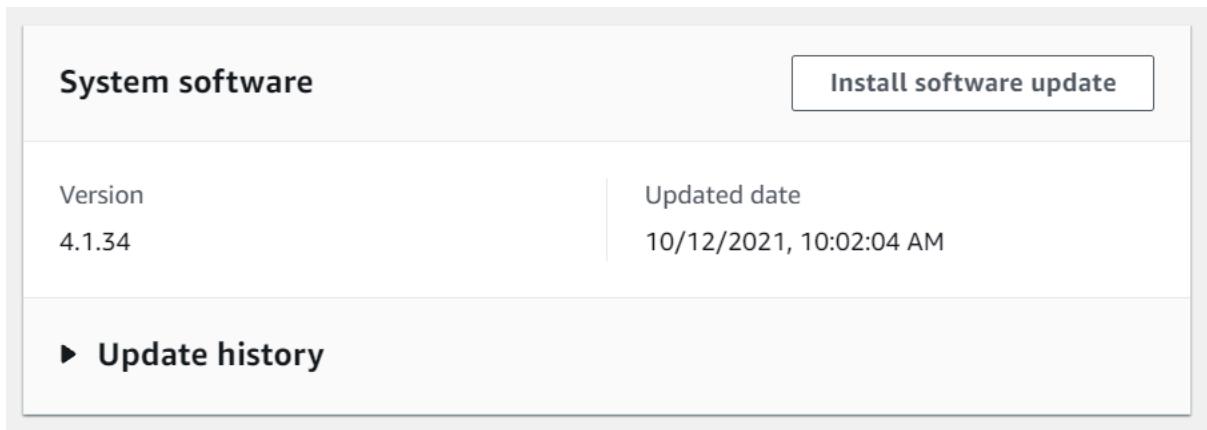 System software
Install software update
Version
Updated date
4.1.34
10/12/2021, 10:02:04 AM
Update history